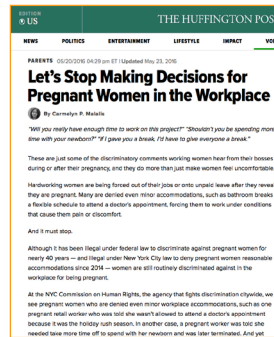 EDITION
US
THE HUFFINGTON POS
NEWS POLITICS ENTERTAINMENT LIFESTYLE IMPACT VO
PARENTS 05/20/2016 04:29 pm ET | Updated May 23, 2016
Let's Stop Making Decisions for
Pregnant Women in the Workplace
By Carmelyn P. Malalis
"Will you really have enough time to work on this project?" "Shouldn't you be spending more
time with your newborn?" "If I gave you a break, I'd have to give everyone a break."
These are just some of the discriminatory comments working women hear from their bosses
during or after their pregnancy, and they do more than just make women feel uncomfortable.
Hardworking women are being forced out of their jobs or onto unpaid leave after they revea
they are pregnant. Many are denied even minor accommodations, such as bathroom breaks
a flexible schedule to attend a doctor's appointment, forcing them to work under conditions
that cause them pain or discomfort.
And it must stop.
Although it has been illegal under federal law to discriminate against pregnant women for
nearly 40 years — and illegal under New York City law to deny pregnant women reasonable
accommodations since 2014 — women are still routinely discriminated against in the
workplace for being pregnant.
At the NYC Commission on Human Rights, the agency that fights discrimination citywide, we
see pregnant women who are denied even minor workplace accommodations, such as one
pregnant retail worker who was told she wasn't allowed to attend a doctor's appointment
because it was the holiday rush season. In another case, a pregnant worker was told she
needed take more time off to spend with her newborn and was later terminated. And yet